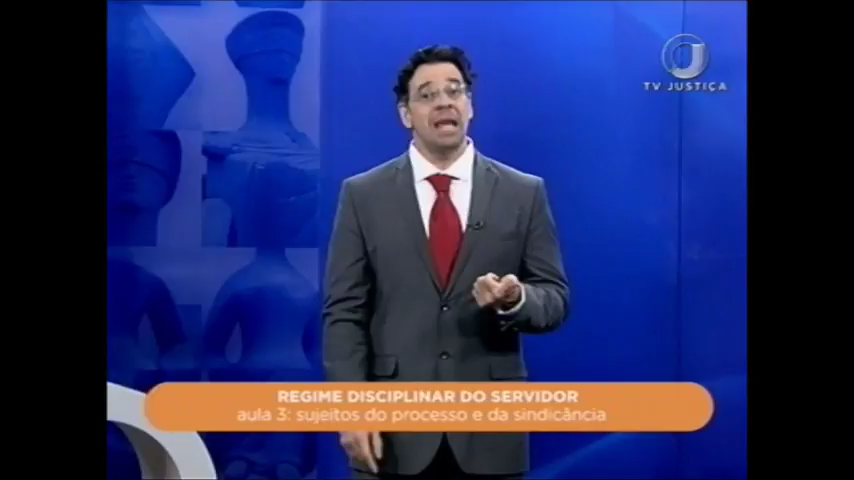 TV JUSTIÇA
REGIME DISCIPLINAR DO SERVIDOR
aula 3: sujeitos do processo e da sindicância